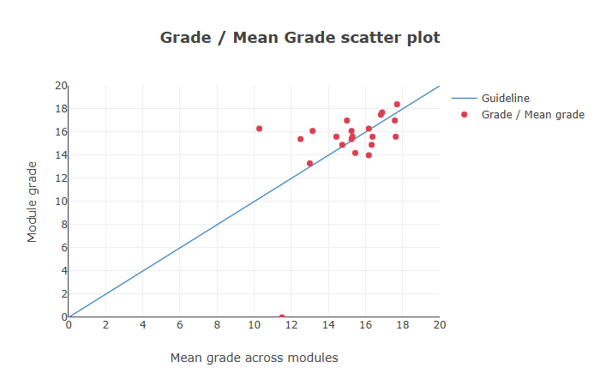 Grade / Mean Grade scatter plot
20
18
16
14
12
10
8
6
4
2
0
Module grade
0 2 4 6 8 10 12 14 16 18 20
Mean grade across modules
Guideline
Grade / Mean grade